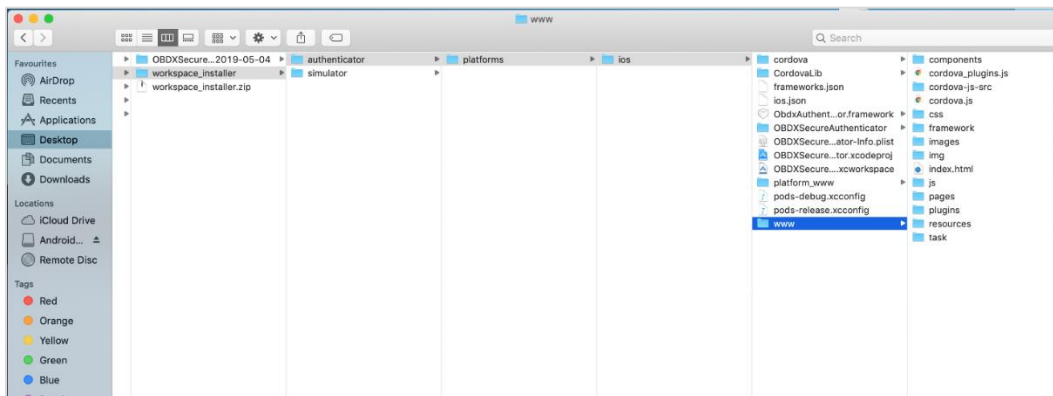 www
Search
Favourites
AirDrop
Recents
Applications
Desktop
Documents
Downloads
Locations
iCloud Drive
Android...
Remote Disc
Tags
Red
Orange
Yellow
Green
Blue
OBDXSecure...2019-05-04
workspace_installer
workspace_installer.zip
authenticator
simulator
platforms
ios
cordova
CordovaLib
frameworks.json
ios.json
ObdxAuthent...or.framework
OBDXSecureAuthenticator
OBDXSecure...ator-Info.plist
OBDXSecure...tor.xcodeproj
OBDXSecure....xcworkspace
platform_www
pods-debug.xcconfig
pods-release.xcconfig
www
components
cordova_plugins.js
cordova-js-src
cordova.js
css
framework
images
img
index.html
js
pages
plugins
resources
task